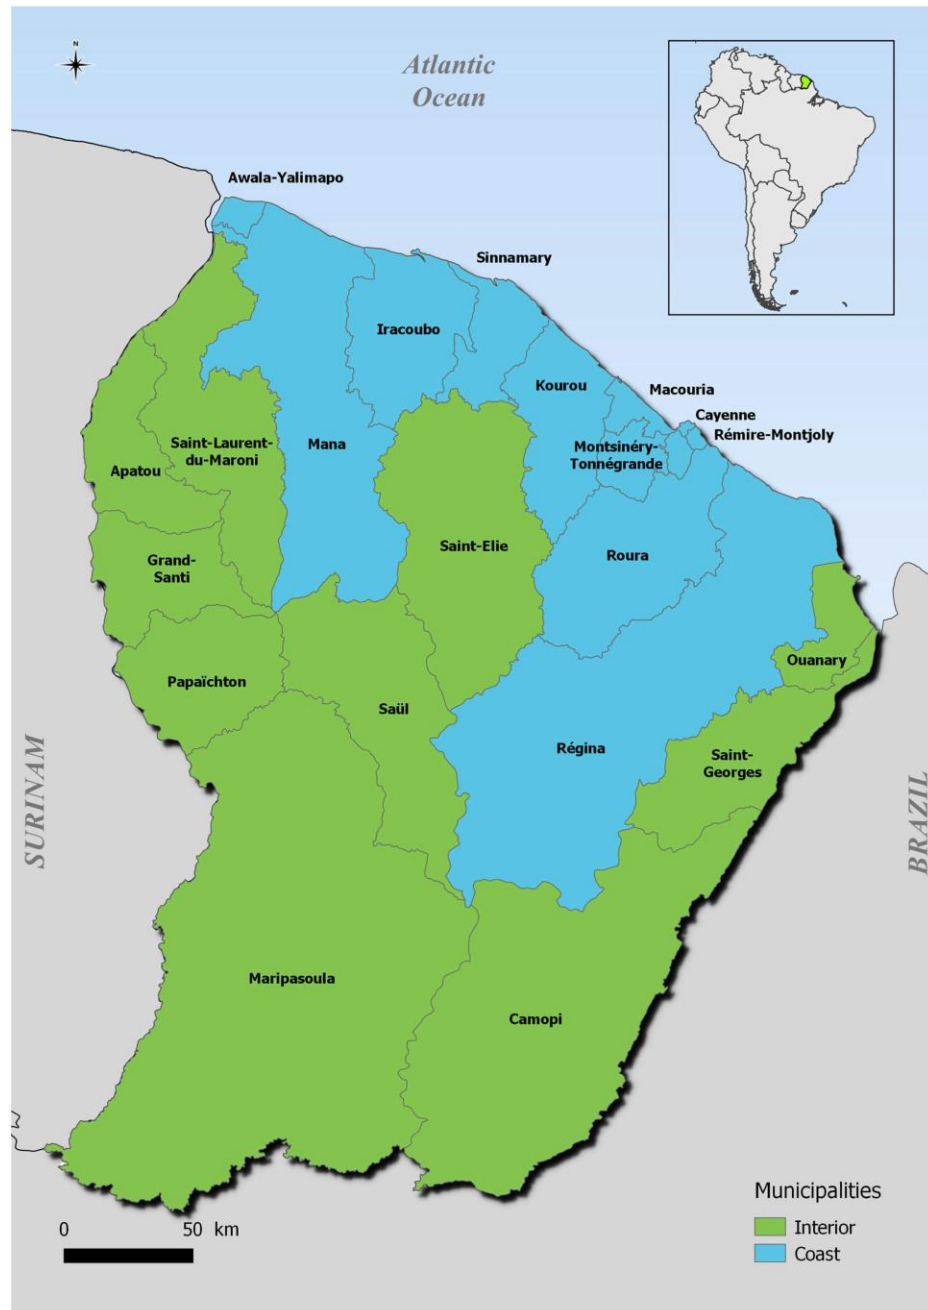 N
Atlantic
Ocean
Awala-Yalimapo
Sinnamary
Iracoubo
Kourou
Macouria
Cayenne
Rémire-Montjoly
Mana
Montsinéry-
Tonnégrande
Saint-Laurent-
du-Maroni
Apatou
Saint-Elie
Roura
Grand-
Santi
Ouanary
Papaïchton
Saül
Régina
Saint-
Georges
SURINAM
BRAZIL
Maripasoula
Camopi
Municipalities
Interior
Coast
0 50 km